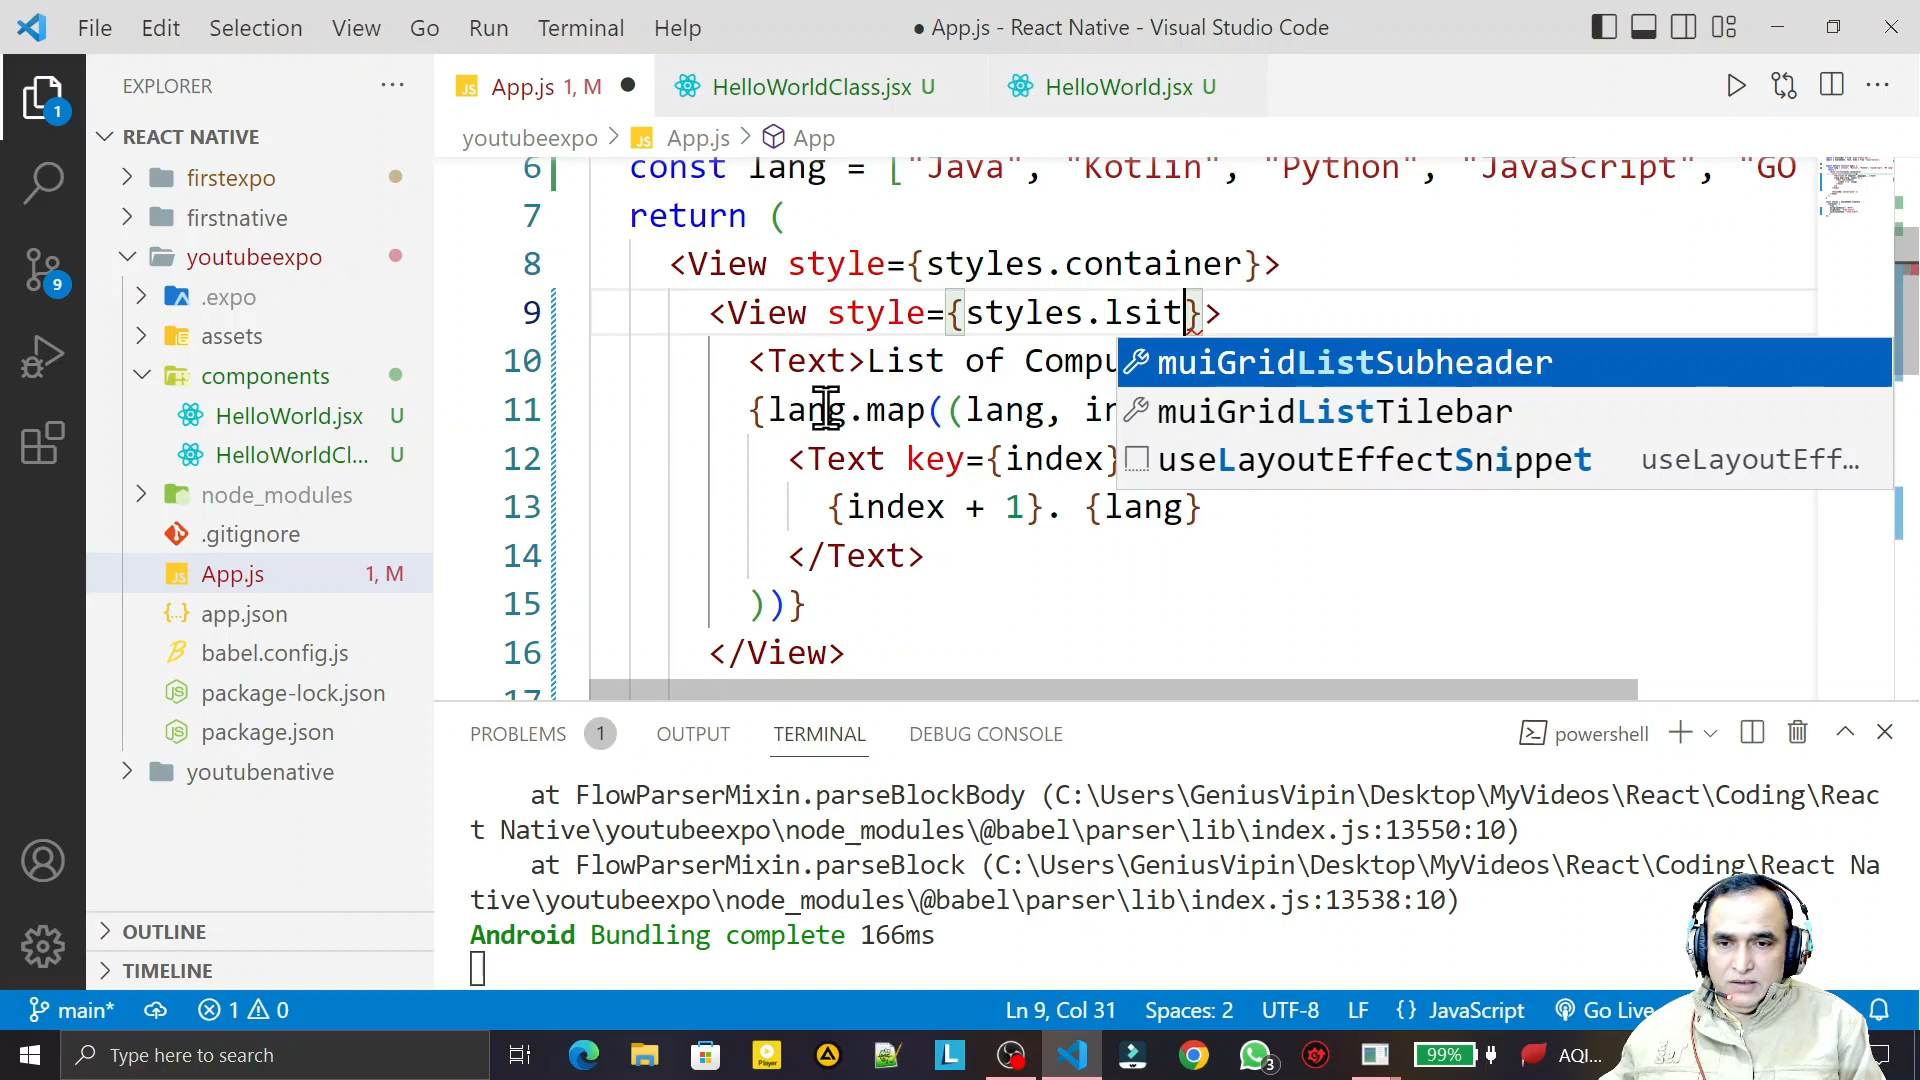 File Edit Selection View Go Run Terminal Help
● App.js - React Native - Visual Studio Code
EXPLORER
REACT NATIVE
firstexpo
firstnative
youtubeexpo
.expo
assets
components
HelloWorld.jsx U
HelloWorldCl... U
node_modules
.gitignore
App.js 1, M
app.json
babel.config.js
package-lock.json
package.json
youtubenative
OUTLINE
TIMELINE
1
9
App.js 1, M ●
HelloWorldClass.jsx U
HelloWorld.jsx U
youtubeexpo > App.js > App
6 const lang = ["Java", "Kotlin", "Python", "JavaScript", "GO
7 return (
8 <View style={styles.container}>
9 <View style={styles.lsit}>
10 <Text>List of Compu
11 {lang.map((lang, in
12 <Text key={index}
13 {index + 1}. {lang}
14 </Text>
15 ))}
16 </View>
17
muiGridListSubheader
muiGridListTilebar
useLayoutEffectSnippet useLayoutEff...
PROBLEMS 1 OUTPUT TERMINAL DEBUG CONSOLE
powershell
at FlowParserMixin.parseBlockBody (C:\Users\GeniusVipin\Desktop\MyVideos\React\Coding\Reac
t Native\youtubeexpo\node_modules\@babel\parser\lib\index.js:13550:10)
at FlowParserMixin.parseBlock (C:\Users\GeniusVipin\Desktop\MyVideos\React\Coding\React Na
tive\youtubeexpo\node_modules\@babel\parser\lib\index.js:13538:10)
Android Bundling complete 166ms
main* 1 0
Ln 9, Col 31 Spaces: 2 UTF-8 LF {} JavaScript Go Live
Type here to search
Player
L
3
99%
AQI...